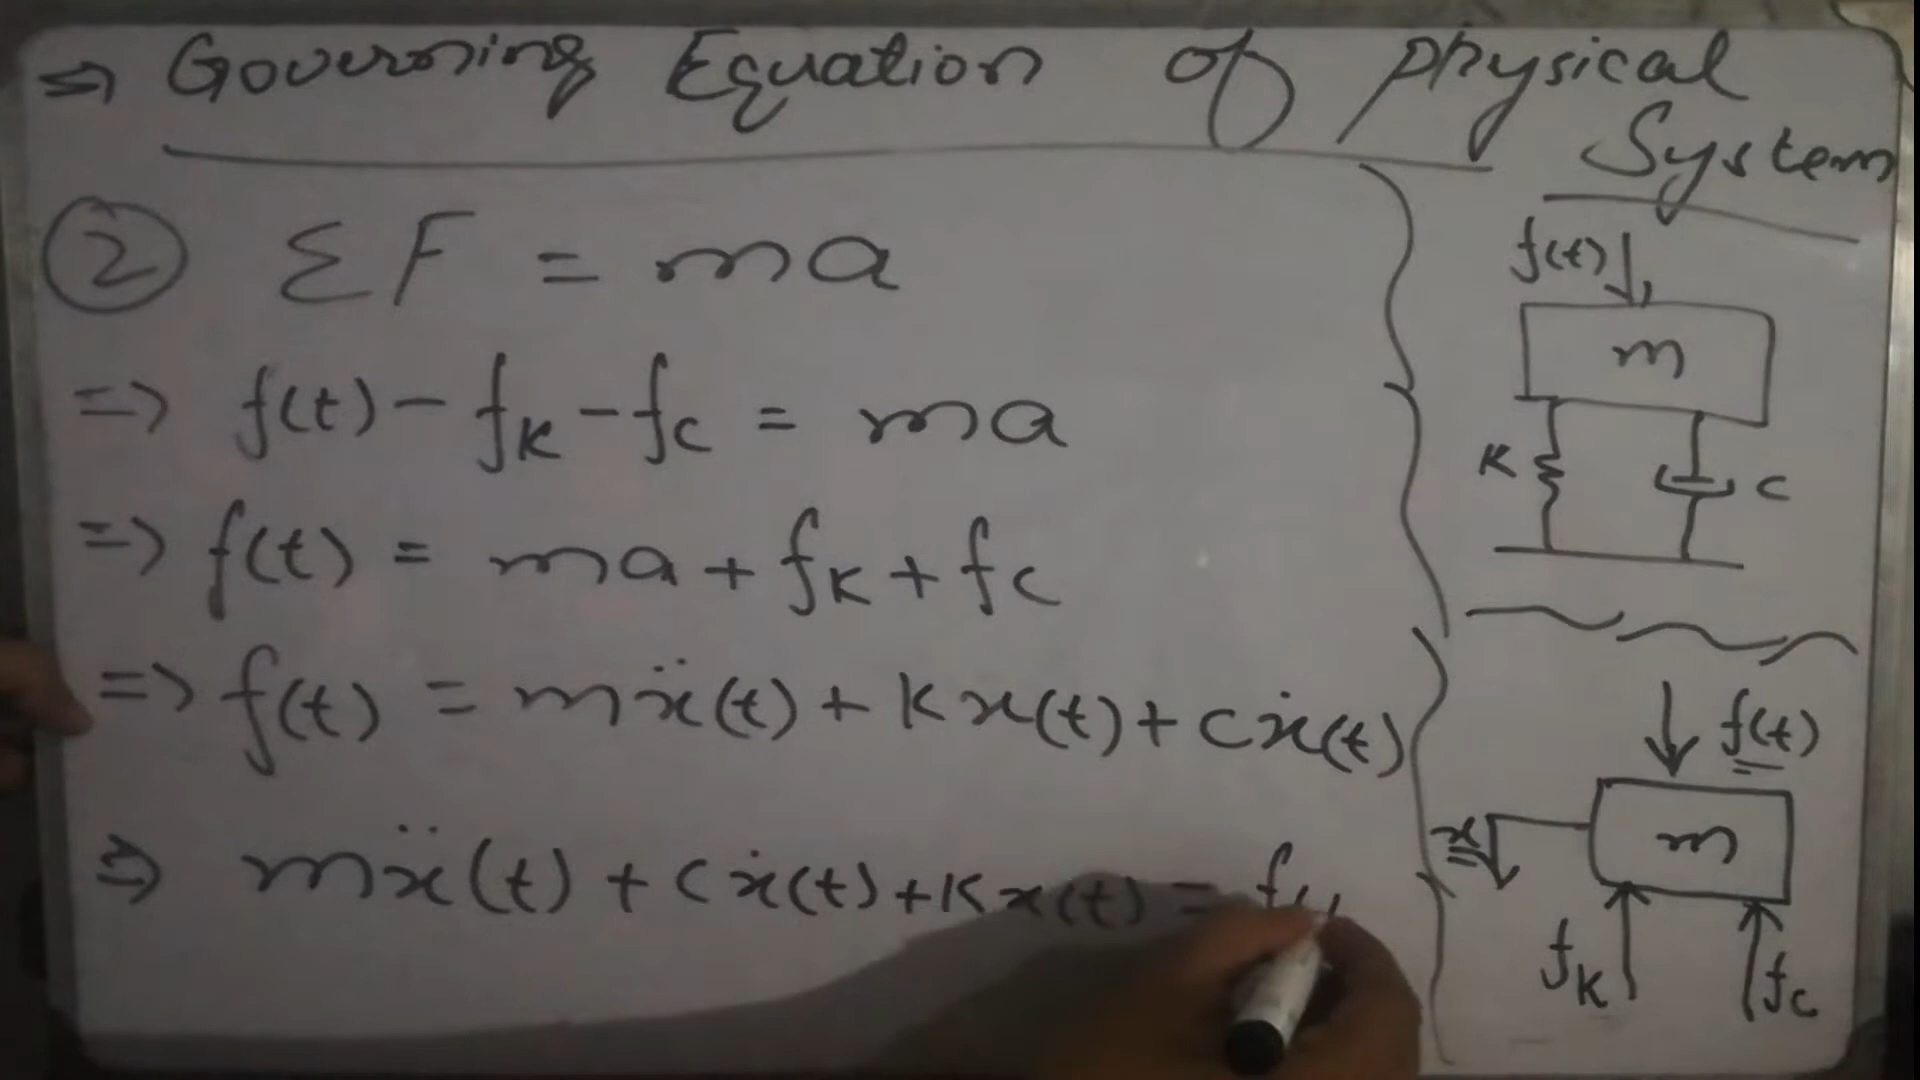 ⇒ Governing Equation of physical
System
② ΣF = ma
⇒ f(t) - fK - fC = ma
⇒ f(t) = ma + fK + fC
⇒ f(t) = mẍ(t) + Kx(t) + Cẋ(t)
⇒ mẍ(t) + Cẋ(t) + Kx(t) =
f(t)
m
K
C
f(t)
x
m
fK
fC